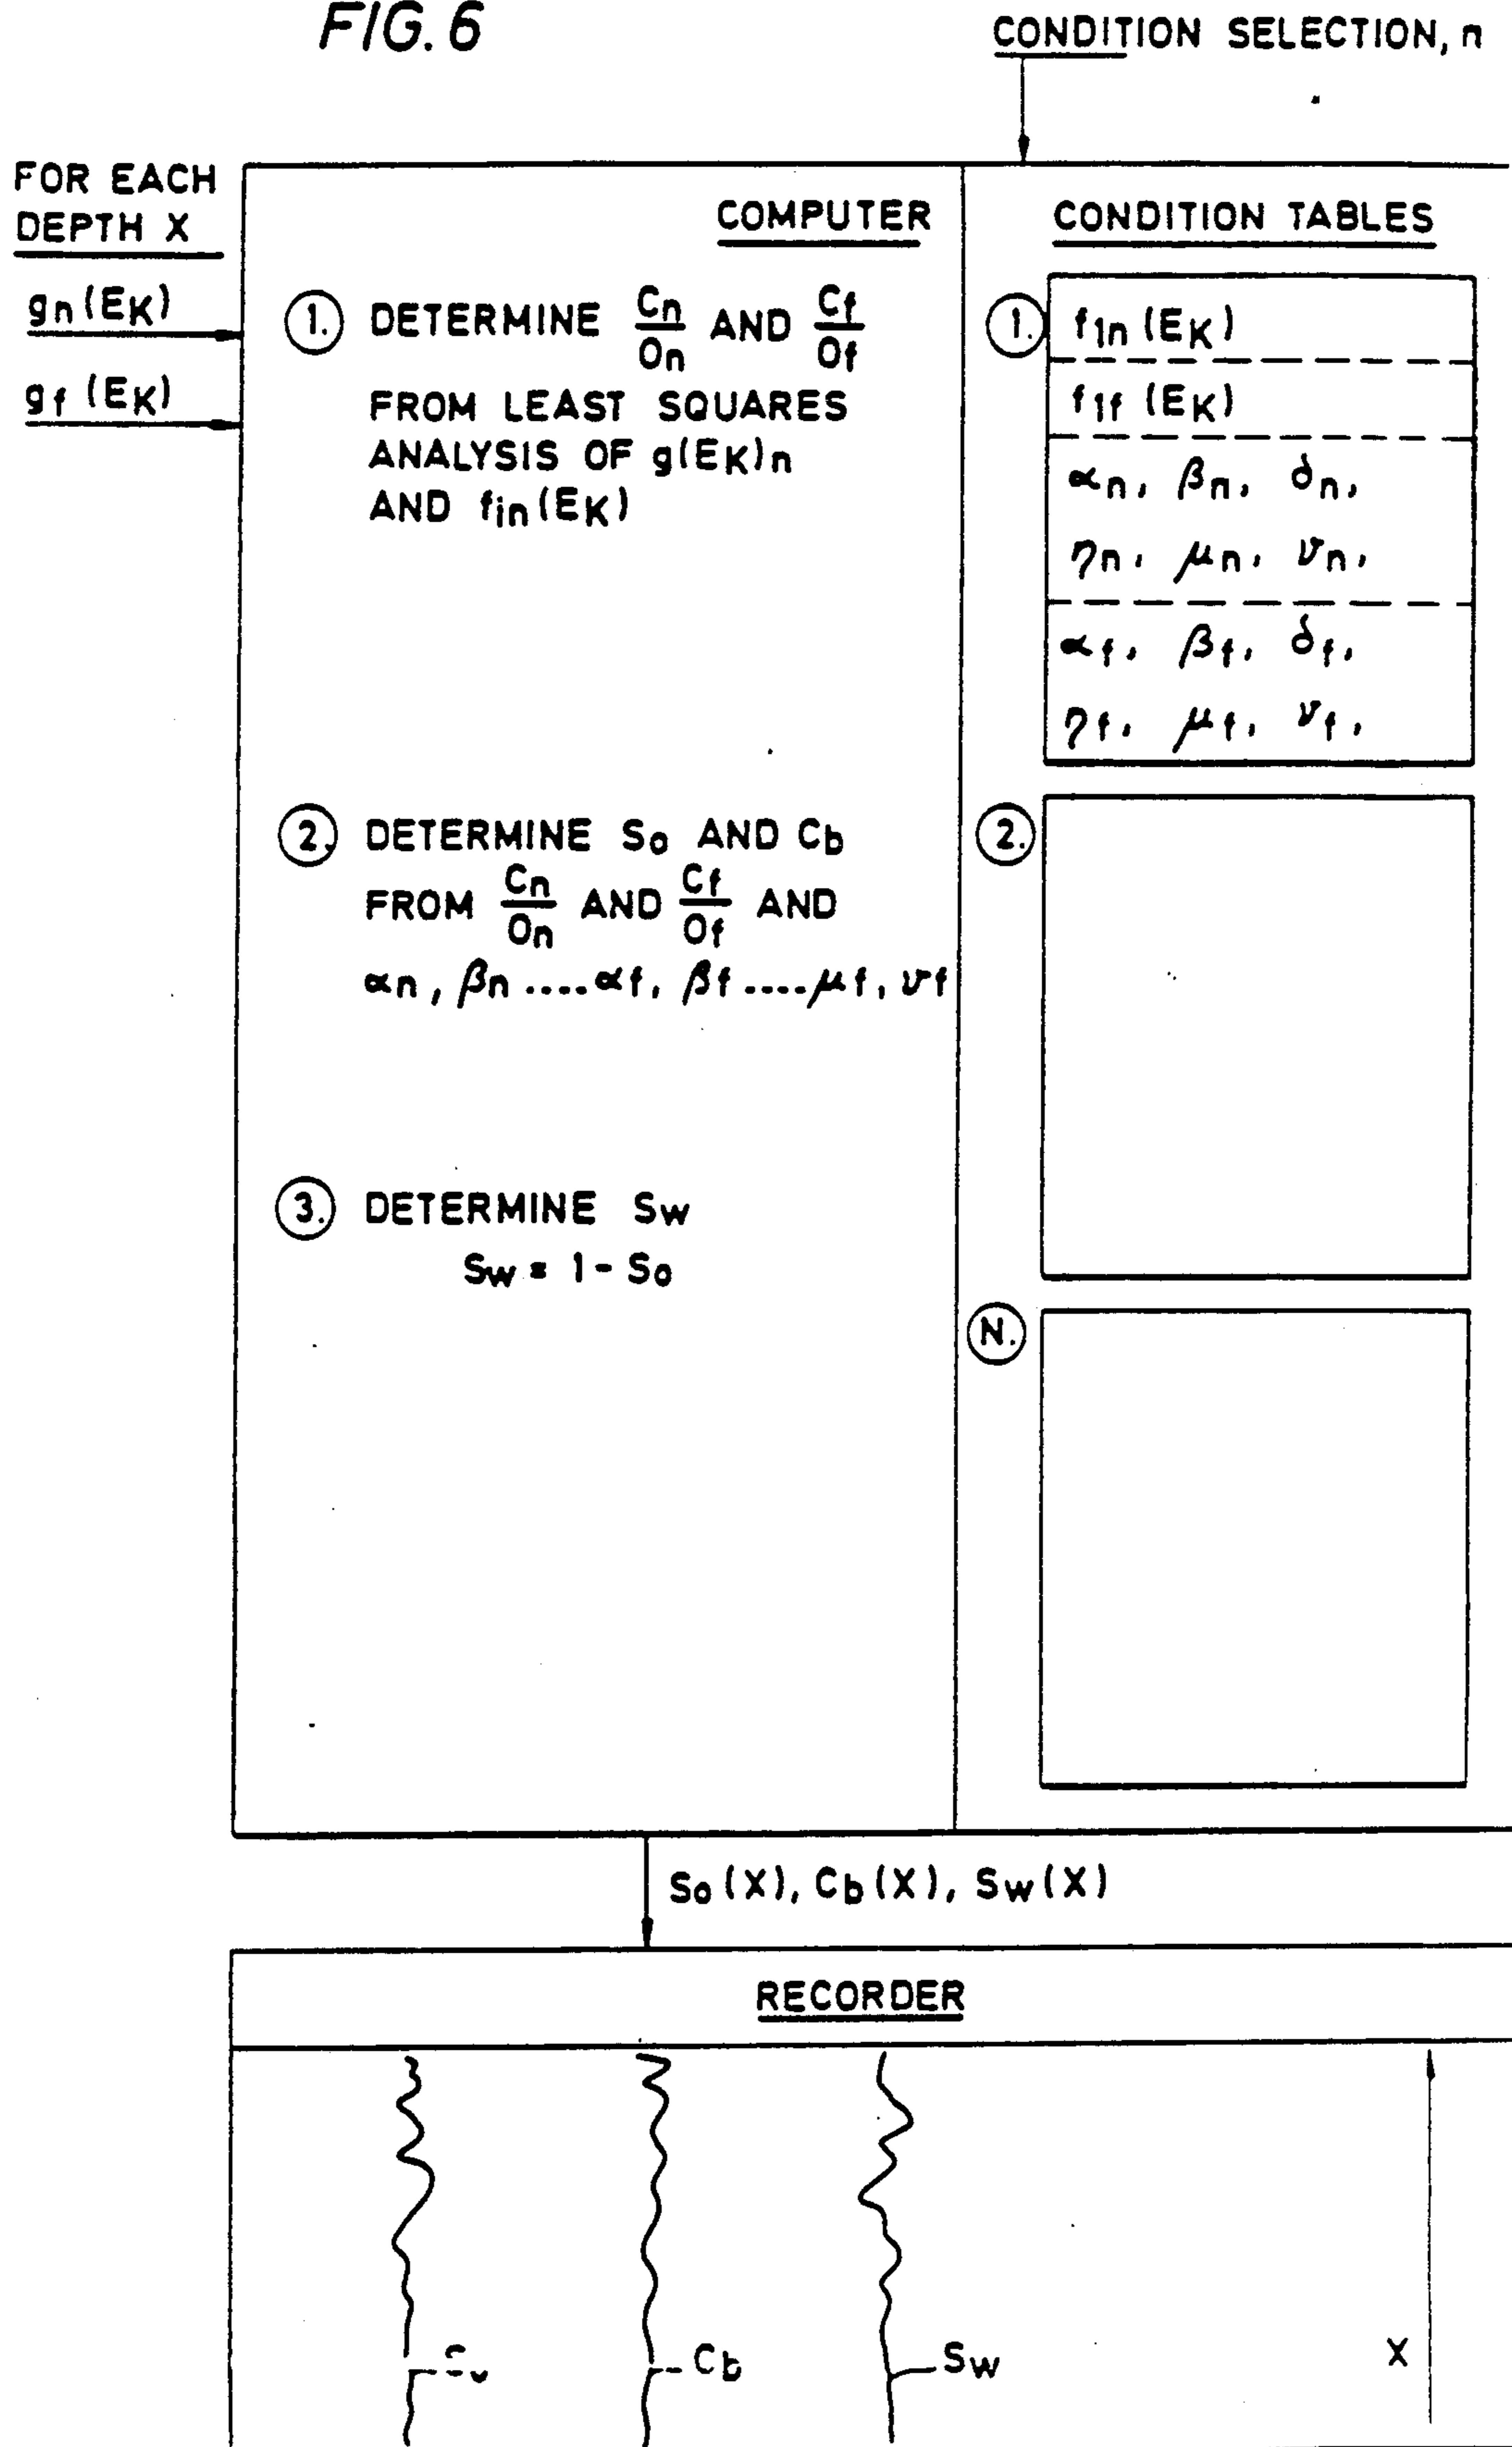 FIG. 6
CONDITION SELECTION, n
FOR EACH
DEPTH X
gn (EK)
gf (EK)
COMPUTER
1. DETERMINE Cn/On AND Cf/Of
FROM LEAST SQUARES
ANALYSIS OF g(EK)n
AND fin(EK)
2. DETERMINE So AND Cb
FROM Cn/On AND Cf/Of AND
αn, βn ....αf, βf ....μf, νf
3. DETERMINE Sw
Sw = 1 - So
CONDITION TABLES
1.
f1n (EK)
f1f (EK)
αn, βn, δn,
ηn, μn, νn,
αf, βf, δf,
ηf, μf, νf,
2.
N.
So (X), Cb (X), Sw (X)
RECORDER
Cb
Sw
X